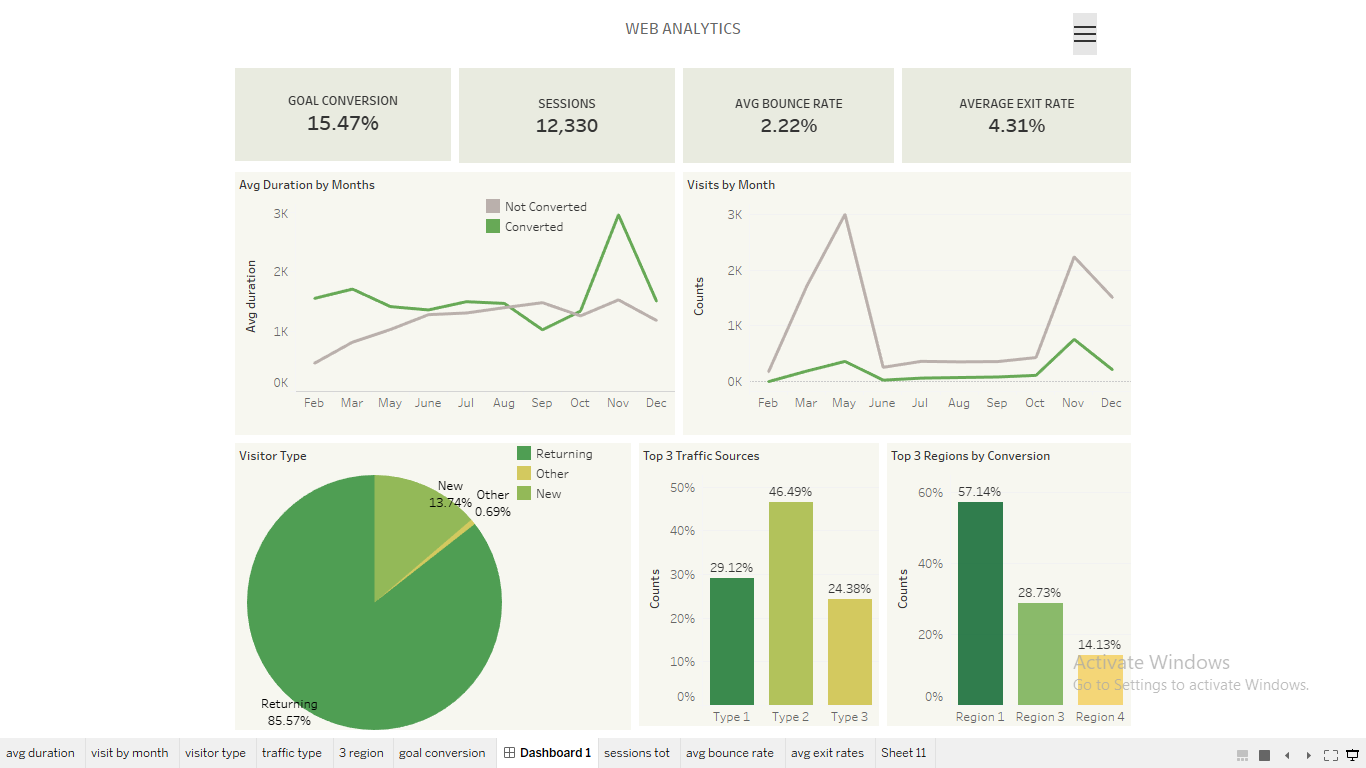 WEB ANALYTICS
GOAL CONVERSION
15.47%
SESSIONS
12,330
AVG BOUNCE RATE
2.22%
AVERAGE EXIT RATE
4.31%
Avg Duration by Months
Not Converted
Converted
3K
2K
1K
0K
Avg duration
Feb Mar May June Jul Aug Sep Oct Nov Dec
Visits by Month
3K
2K
1K
0K
Counts
Feb Mar May June Jul Aug Sep Oct Nov Dec
Visitor Type
Returning
Other
New
New
13.74%
Other
0.69%
Returning
85.57%
Top 3 Traffic Sources
50%
40%
30%
20%
10%
0%
Counts
29.12%
46.49%
24.38%
Type 1 Type 2 Type 3
Top 3 Regions by Conversion
60%
40%
20%
0%
Counts
57.14%
28.73%
14.13%
Region 1 Region 3 Region 4
Activate Windows
Go to Settings to activate Windows.
avg duration visit by month visitor type traffic type 3 region goal conversion Dashboard 1 sessions tot avg bounce rate avg exit rates Sheet 11